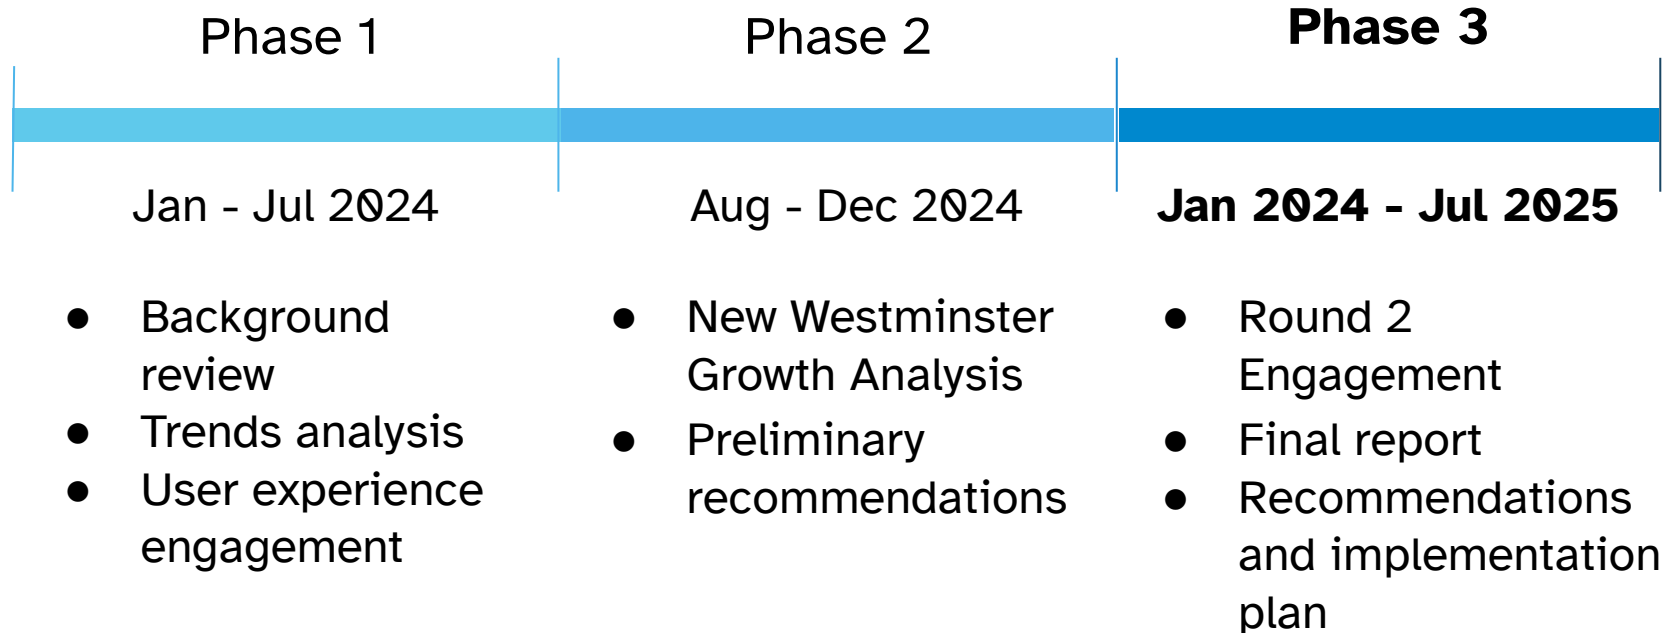 Phase 1
Phase 2
Phase 3
Jan - Jul 2024
Aug - Dec 2024
Jan 2024 - Jul 2025
● Background
review
● Trends analysis
● User experience
engagement
● New Westminster
Growth Analysis
● Preliminary
recommendations
● Round 2
Engagement
● Final report
● Recommendations
and implementation
plan